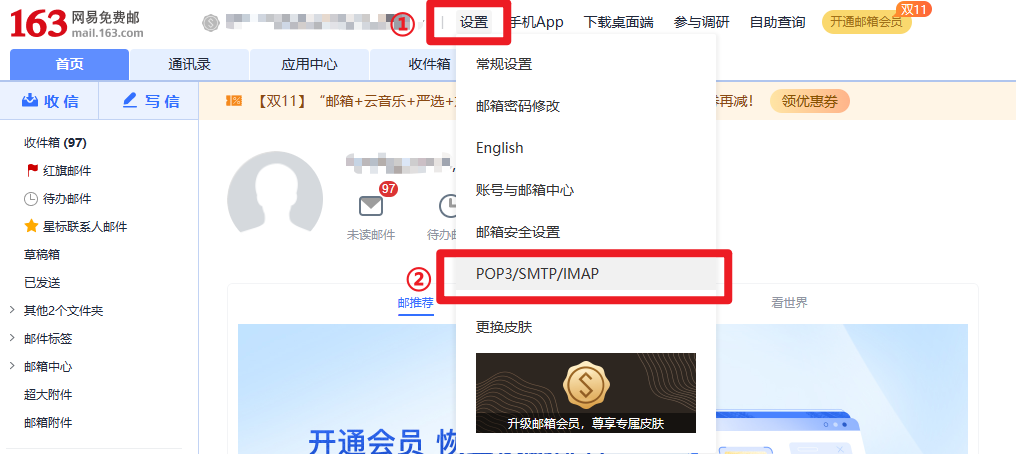 163 网易免费邮
mail.163.com
①
设置
手机App
下载桌面端
参与调研
自助查询
开通邮箱会员
双11
首页
通讯录
应用中心
收件箱
收信
写信
【双11】“邮箱+云音乐+严选+
再减！
领优惠券
收件箱 (97)
红旗邮件
待办邮件
星标联系人邮件
草稿箱
已发送
其他2个文件夹
邮件标签
邮箱中心
超大附件
邮箱附件
97
未读邮件
待办
常规设置
邮箱密码修改
English
账号与邮箱中心
邮箱安全设置
②
POP3/SMTP/IMAP
更换皮肤
升级邮箱会员，尊享专属皮肤
邮推荐
看世界
开通会员 恢